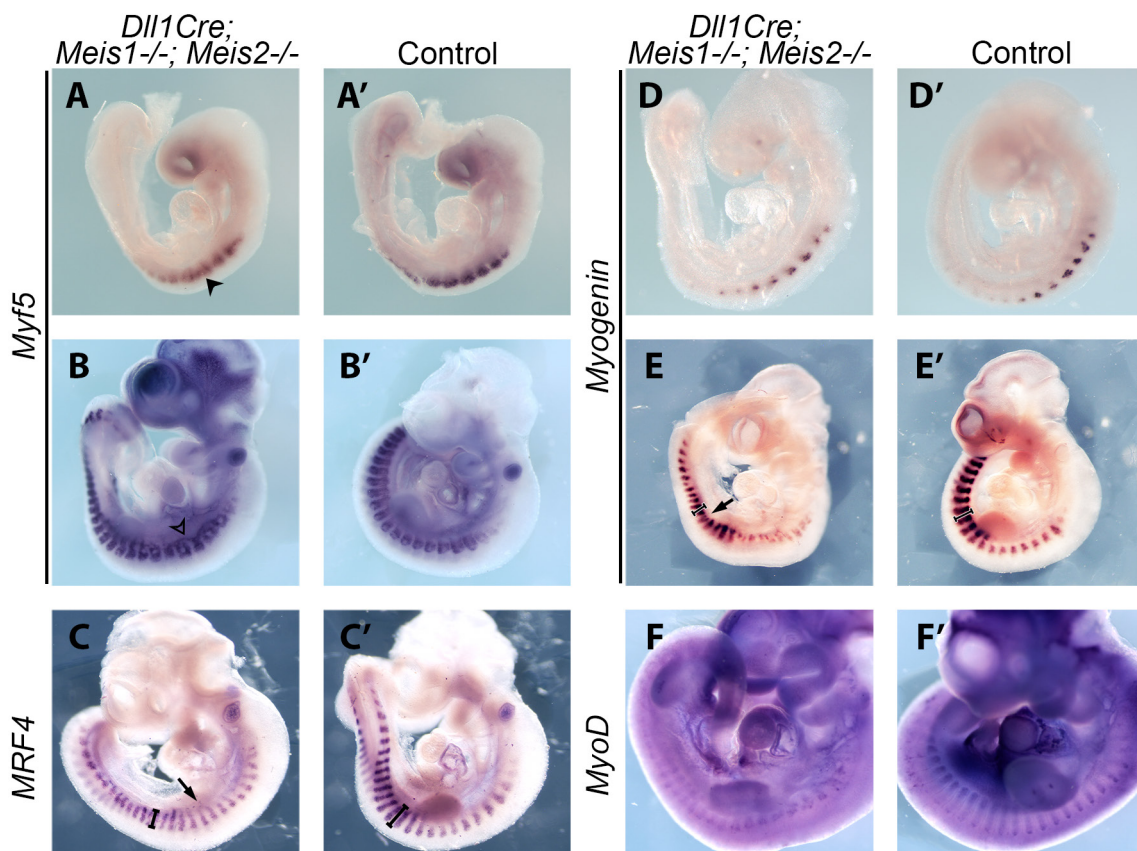 Dll1Cre;
Meis1-/-; Meis2-/-
Control
Dll1Cre;
Meis1-/-; Meis2-/-
Control
Myf5
A
A'
B
B'
MRF4
C
C'
Myogenin
D
D'
E
E'
MyoD
F
F'